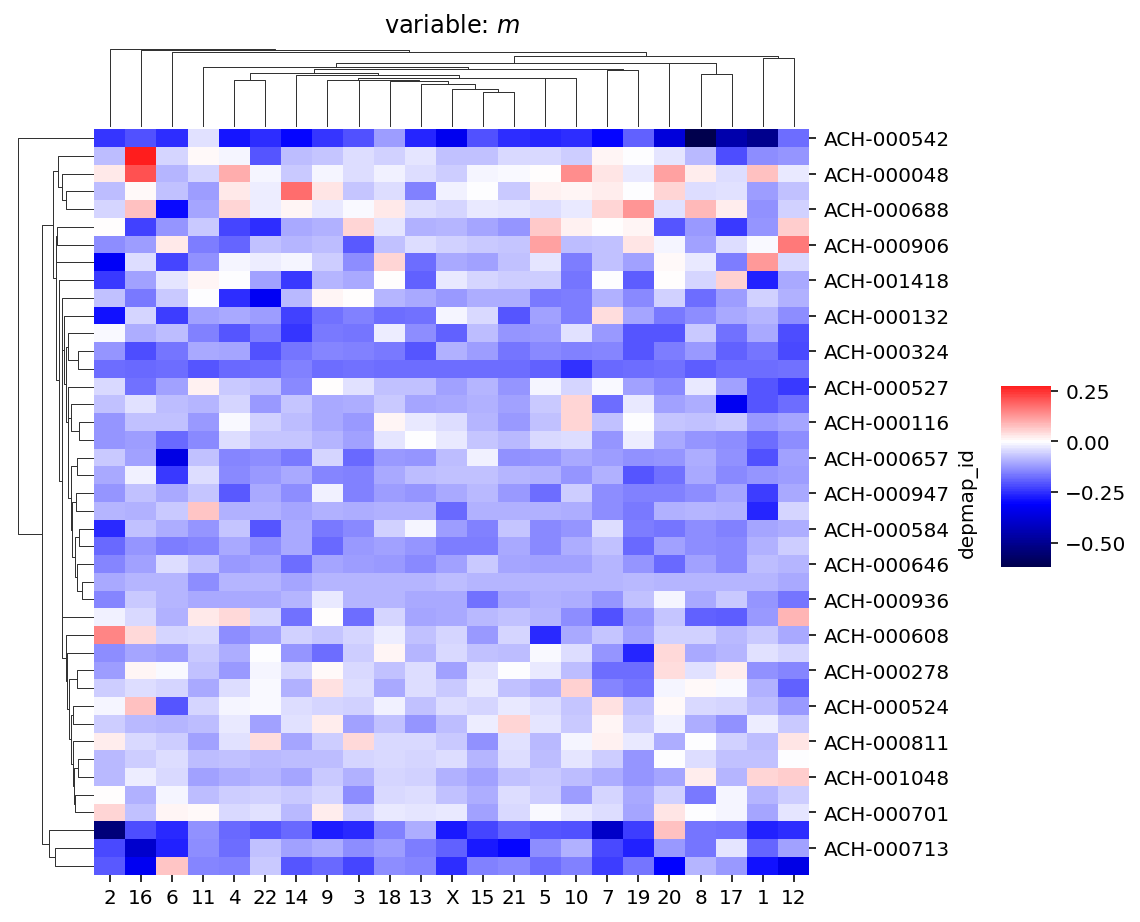 variable: m
ACH-000542
ACH-000048
ACH-000688
ACH-000906
ACH-001418
ACH-000132
ACH-000324
ACH-000527
ACH-000116
ACH-000657
ACH-000947
ACH-000584
ACH-000646
ACH-000936
ACH-000608
ACH-000278
ACH-000524
ACH-000811
ACH-001048
ACH-000701
ACH-000713
depmap_id
0.25
0.00
−0.25
−0.50
2 16 6 11 4 22 14 9 3 18 13 X 15 21 5 10 7 19 20 8 17 1 12